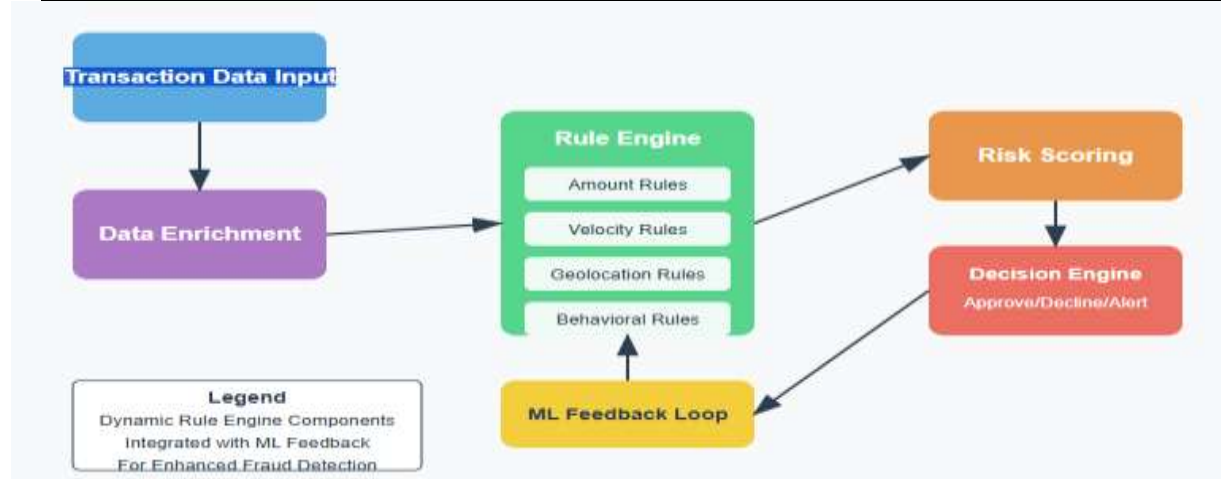 Transaction Data Input
Data Enrichment
Rule Engine
Amount Rules
Velocity Rules
Geolocation Rules
Behavioral Rules
ML Feedback Loop
Risk Scoring
Decision Engine
Approve/Decline/Alert
Legend
Dynamic Rule Engine Components
Integrated with ML Feedback
For Enhanced Fraud Detection